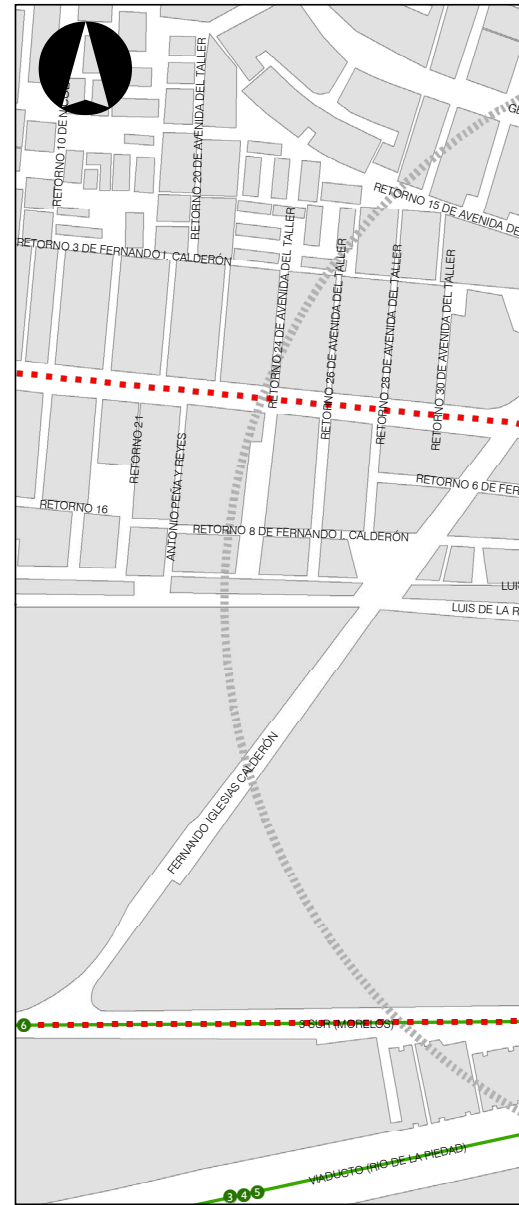 RETORNO 10 DE
RETORNO 20 DE AVENIDA DEL TALLER
GE
RETORNO 15 DE AVENIDA DE
RETORNO 3 DE FERNANDO I. CALDERÓN
RETORNO 24 DE AVENIDA DEL TALLER
RETORNO 26 DE AVENIDA DEL TALLER
RETORNO 28 DE AVENIDA DEL TALLER
RETORNO 30 DE AVENIDA DEL TALLER
RETORNO 21
ANTONIO PEÑA Y REYES
RETORNO 6 DE FER
RETORNO 16
RETORNO 8 DE FERNANDO I. CALDERÓN
LUIS
LUIS DE LA R
FERNANDO IGLESIAS CALDERÓN
6
3 SUR (MORELOS)
VIADUCTO (RIO DE LA PIEDAD)
3 4 5